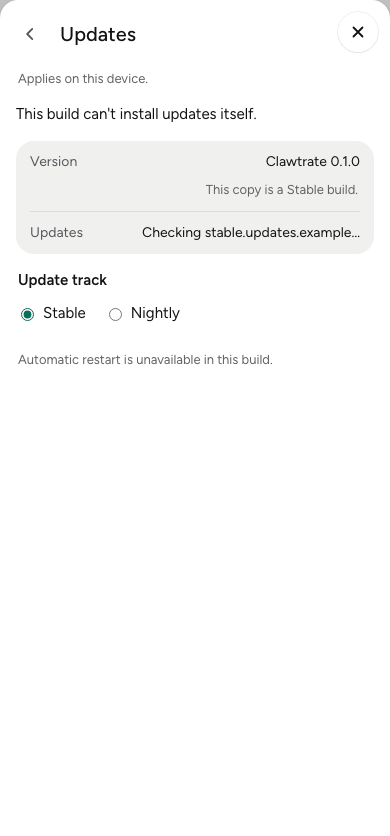 Updates
Applies on this device.
This build can't install updates itself.
Version
Clawtrate 0.1.0
This copy is a Stable build.
Updates
Checking stable.updates.example...
Update track
Stable
Nightly
Automatic restart is unavailable in this build.